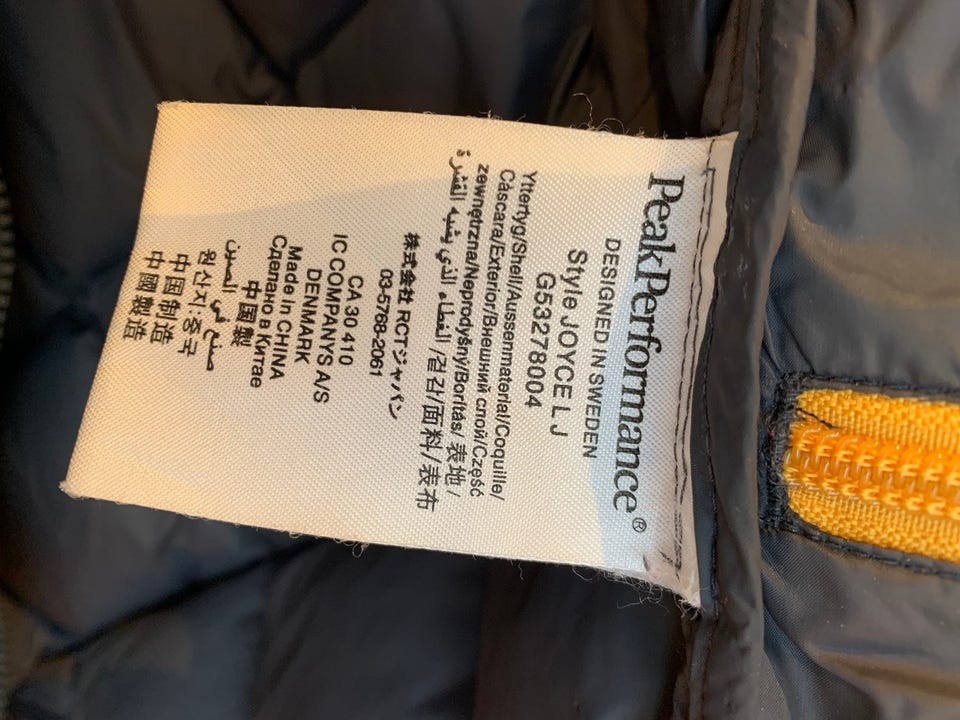 PeakPerformance®
DESIGNED IN SWEDEN
Style JOYCE L J
G53278004
Yttertyg/Shell/Aussenmaterial/Coquille/
Cáscara/Exterior/Внешний слой/Część
zewnętrzna/Neprodyšný/Borítás/表地/
الغطاء الذي يشبه القشرة /겉감/面料/表布
株式会社 RCTジャパン
03-5768-2061
CA 30 410
IC COMPANYS A/S
DENMARK
Made in CHINA
Сделано в Китае
中國製
صنع في الصين
원산지: 중국
中国制造
中國製造